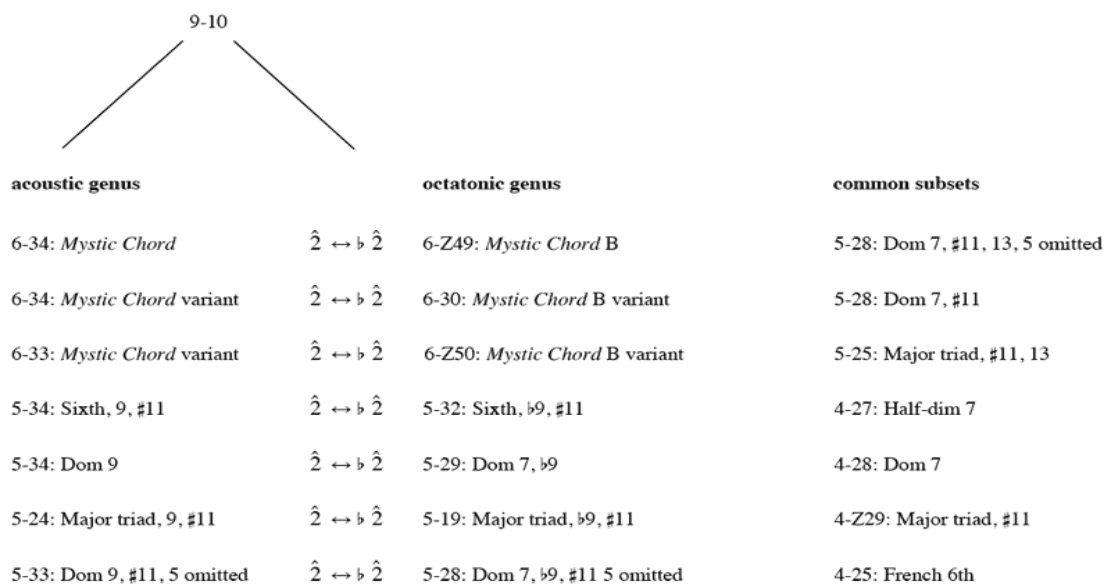 9-10
acoustic genus octatonic genus common subsets
6-34: Mystic Chord 2̂ ↔ ♭ 2̂ 6-Z49: Mystic Chord B 5-28: Dom 7, ♯11, 13, 5 omitted
6-34: Mystic Chord variant 2̂ ↔ ♭ 2̂ 6-30: Mystic Chord B variant 5-28: Dom 7, ♯11
6-33: Mystic Chord variant 2̂ ↔ ♭ 2̂ 6-Z50: Mystic Chord B variant 5-25: Major triad, ♯11, 13
5-34: Sixth, 9, ♯11 2̂ ↔ ♭ 2̂ 5-32: Sixth, ♭9, ♯11 4-27: Half-dim 7
5-34: Dom 9 2̂ ↔ ♭ 2̂ 5-29: Dom 7, ♭9 4-28: Dom 7
5-24: Major triad, 9, ♯11 2̂ ↔ ♭ 2̂ 5-19: Major triad, ♭9, ♯11 4-Z29: Major triad, ♯11
5-33: Dom 9, ♯11, 5 omitted 2̂ ↔ ♭ 2̂ 5-28: Dom 7, ♭9, ♯11 5 omitted 4-25: French 6th